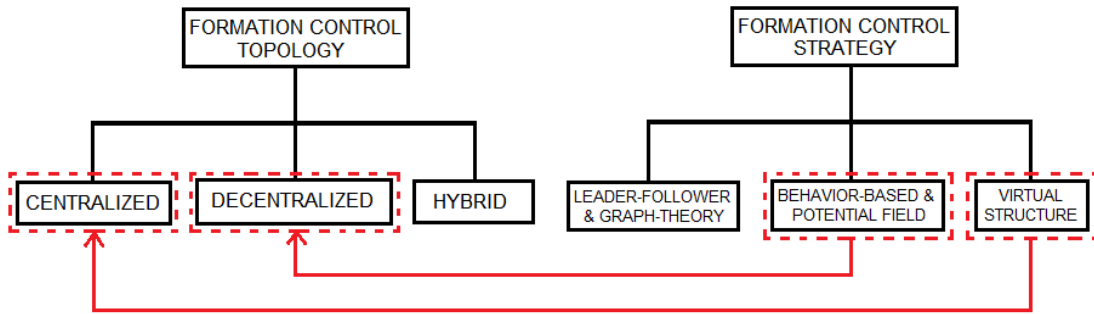 FORMATION CONTROL
TOPOLOGY
FORMATION CONTROL
STRATEGY
CENTRALIZED
DECENTRALIZED
HYBRID
LEADER-FOLLOWER
& GRAPH-THEORY
BEHAVIOR-BASED &
POTENTIAL FIELD
VIRTUAL
STRUCTURE